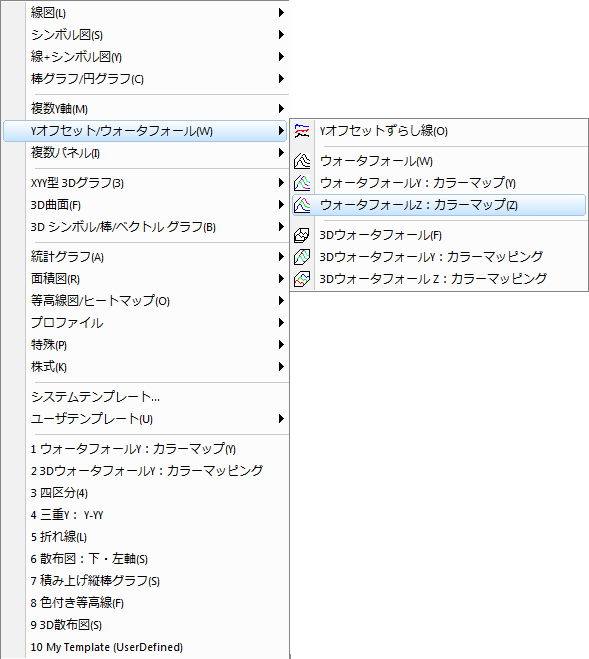 線図(L)
シンボル図(S)
線+シンボル図(Y)
棒グラフ/円グラフ(C)
複数Y軸(M)
Yオフセット/ウォータフォール(W)
複数パネル(I)
XYY型 3Dグラフ(3)
3D曲面(F)
3D シンボル/棒/ベクトル グラフ(B)
統計グラフ(A)
面積図(R)
等高線図/ヒートマップ(O)
プロファイル
特殊(P)
株式(K)
システムテンプレート...
ユーザテンプレート(U)
1 ウォータフォールY：カラーマップ(Y)
2 3DウォータフォールY：カラーマッピング
3 四区分(4)
4 三重Y： Y-YY
5 折れ線(L)
6 散布図：下・左軸(S)
7 積み上げ縦棒グラフ(S)
8 色付き等高線(F)
9 3D散布図(S)
10 My Template (UserDefined)
Yオフセットずらし線(O)
ウォータフォール(W)
ウォータフォールY：カラーマップ(Y)
ウォータフォールZ：カラーマップ(Z)
3Dウォータフォール(F)
3DウォータフォールY：カラーマッピング
3Dウォータフォール Z：カラーマッピング